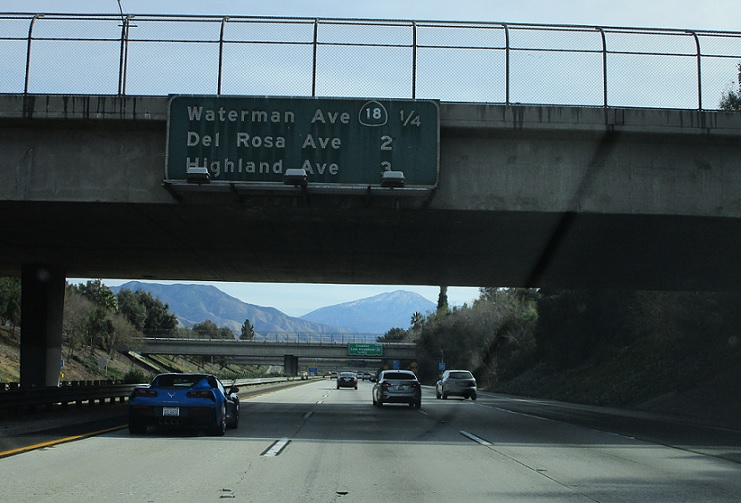 Waterman Ave 18 1/4
Del Rosa Ave 2
Highland Ave 3